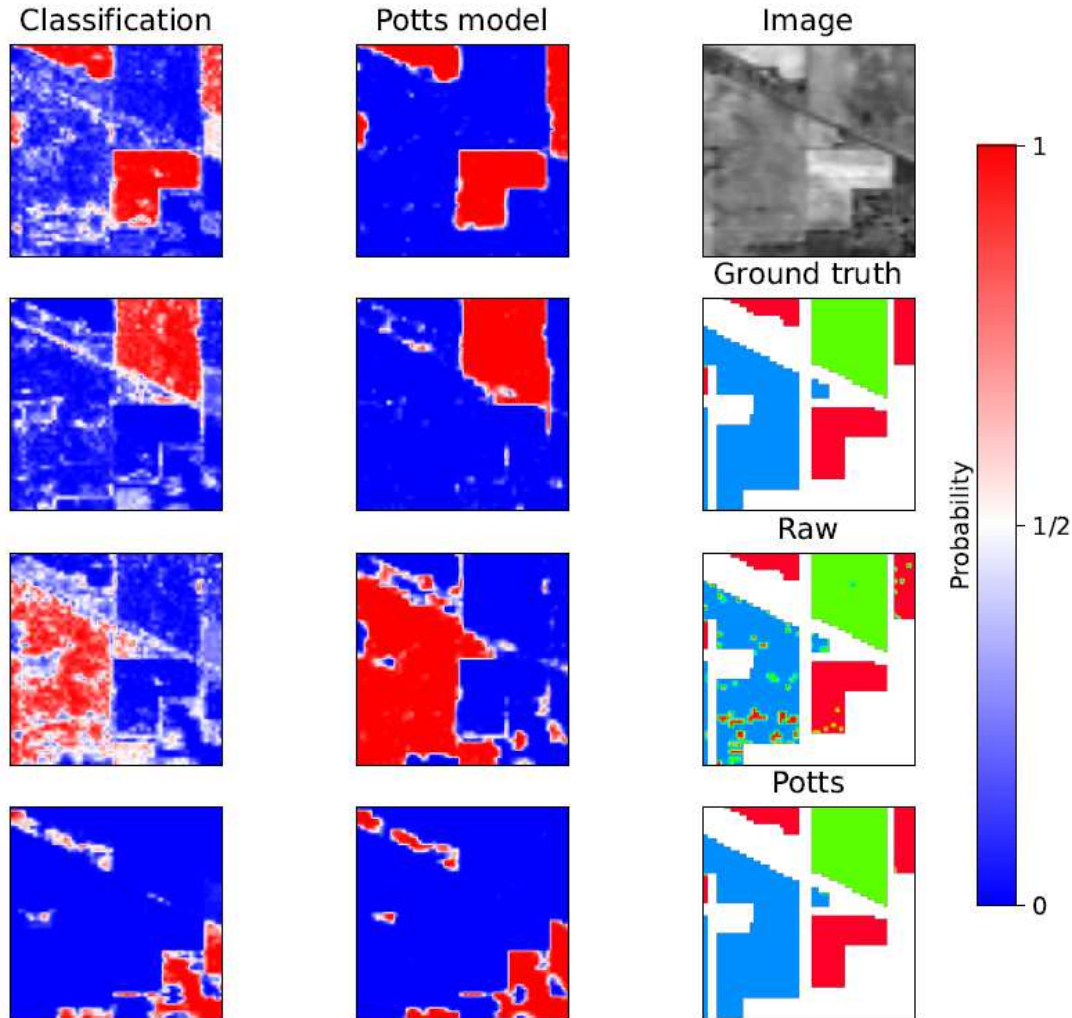 Classification
Potts model
Image
Ground truth
Raw
Potts
Probability
1
1/2
0